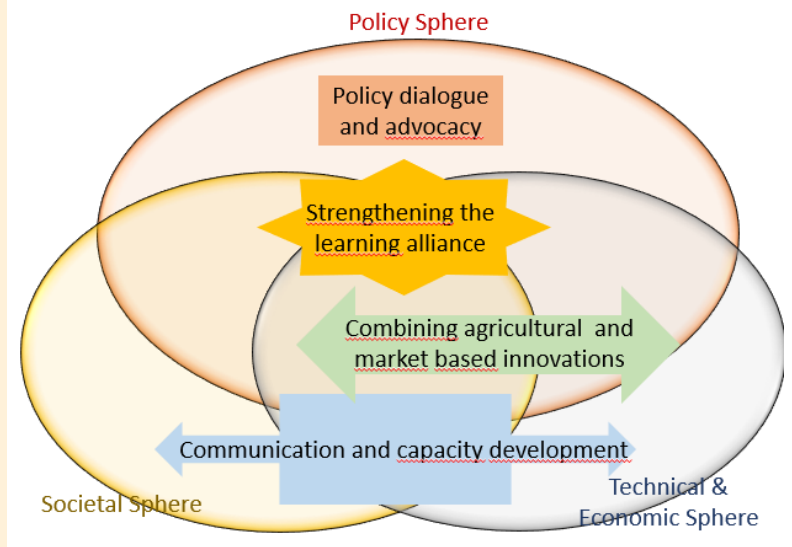 Policy Sphere
Policy dialogue
and advocacy
Strengthening the
learning alliance
Combining agricultural and
market based innovations
Communication and capacity development
Societal Sphere
Technical &
Economic Sphere